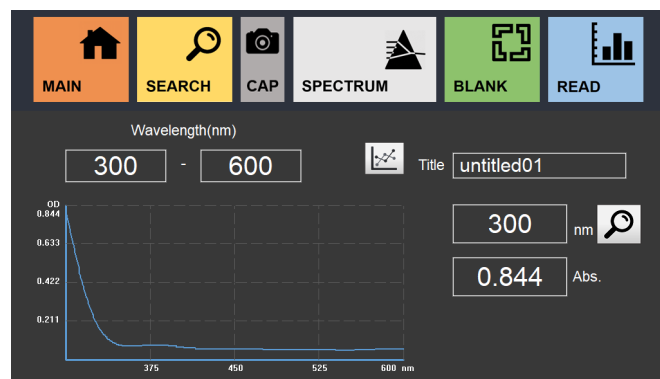 MAIN
SEARCH
CAP
SPECTRUM
BLANK
READ
Wavelength(nm)
300 - 600
Title untitled01
300 nm
0.844 Abs.
OD
0.844
0.633
0.422
0.211
375 450 525 600 nm